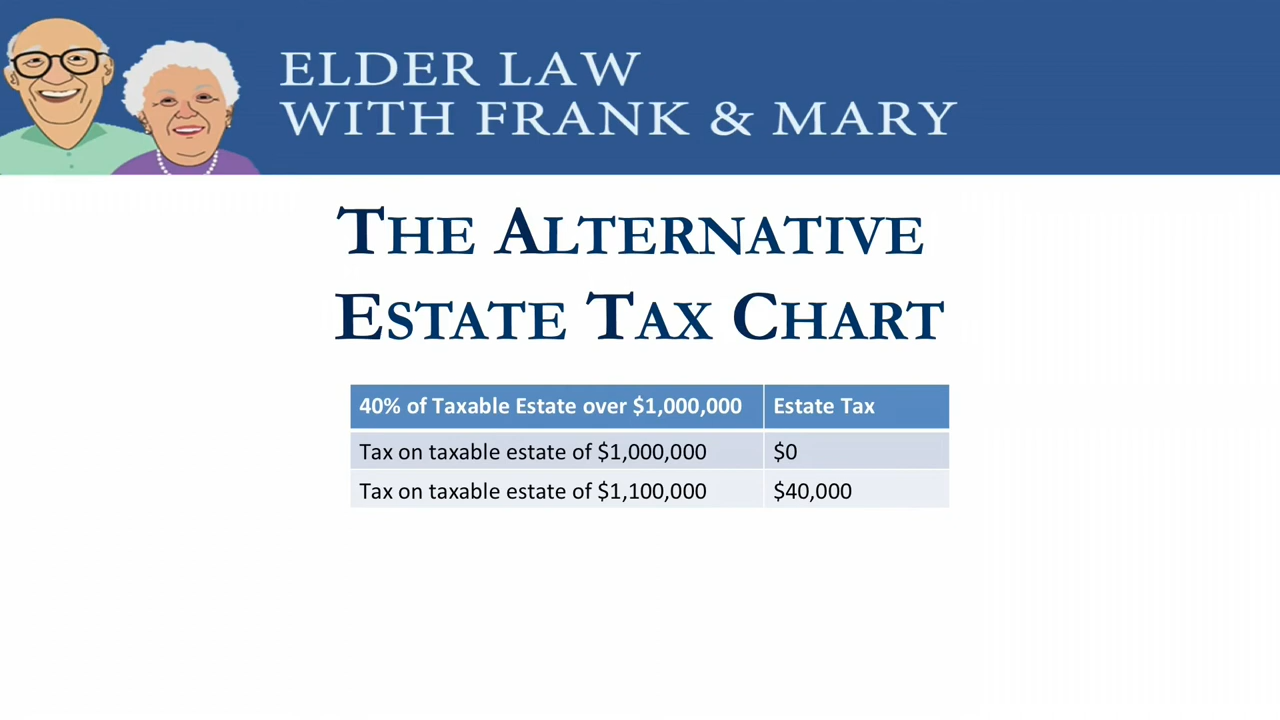 ELDER LAW
WITH FRANK & MARY
THE ALTERNATIVE
ESTATE TAX CHART
40% of Taxable Estate over $1,000,000 Estate Tax
Tax on taxable estate of $1,000,000 $0
Tax on taxable estate of $1,100,000 $40,000